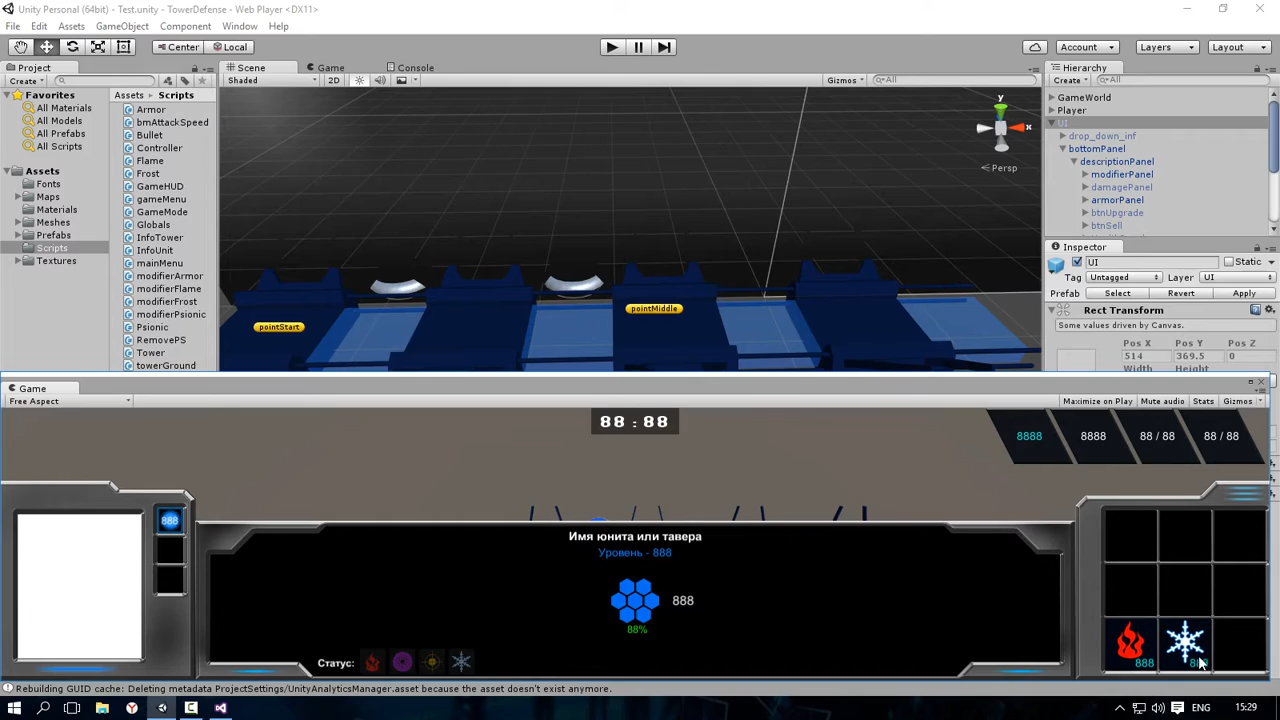 Unity Personal (64bit) - Test.unity - TowerDefense - Web Player <DX11>
File Edit Assets GameObject Component Window Help
Center Local Account Layers Layout
Project Scene Game Console Hierarchy
Create Shaded 2D Gizmos All Create All
Favorites
All Materials
All Models
All Prefabs
All Scripts
Assets
Fonts
Maps
Materials
Meshes
Prefabs
Scripts
Textures
Assets Scripts
Armor
bmAttackSpeed
Bullet
Controller
Flame
Frost
GameHUD
gameMenu
GameMode
Globals
InfoTower
InfoUnit
mainMenu
modifierArmor
modifierFlame
modifierFrost
modifierPsionic
Psionic
RemovePS
Tower
towerGround
y
x
Persp
pointStart
pointMiddle
GameWorld
Player
UI
drop_down_inf
bottomPanel
descriptionPanel
modifierPanel
damagePanel
armorPanel
btnUpgrade
btnSell
Inspector
UI Static
Tag Untagged Layer UI
Prefab Select Revert Apply
Rect Transform
Some values driven by Canvas.
Pos X Pos Y Pos Z
514 369.5 0
Width Height
Game
Free Aspect Maximize on Play Mute audio Stats Gizmos
88 : 88
8888 8888 88 / 88 88 / 88
888
Имя юнита или тавера
Уровень - 888
888
88%
Статус:
888
Rebuilding GUID cache: Deleting metadata ProjectSettings/UnityAnalyticsManager.asset because the asset doesn't exist anymore.
ENG 15:29